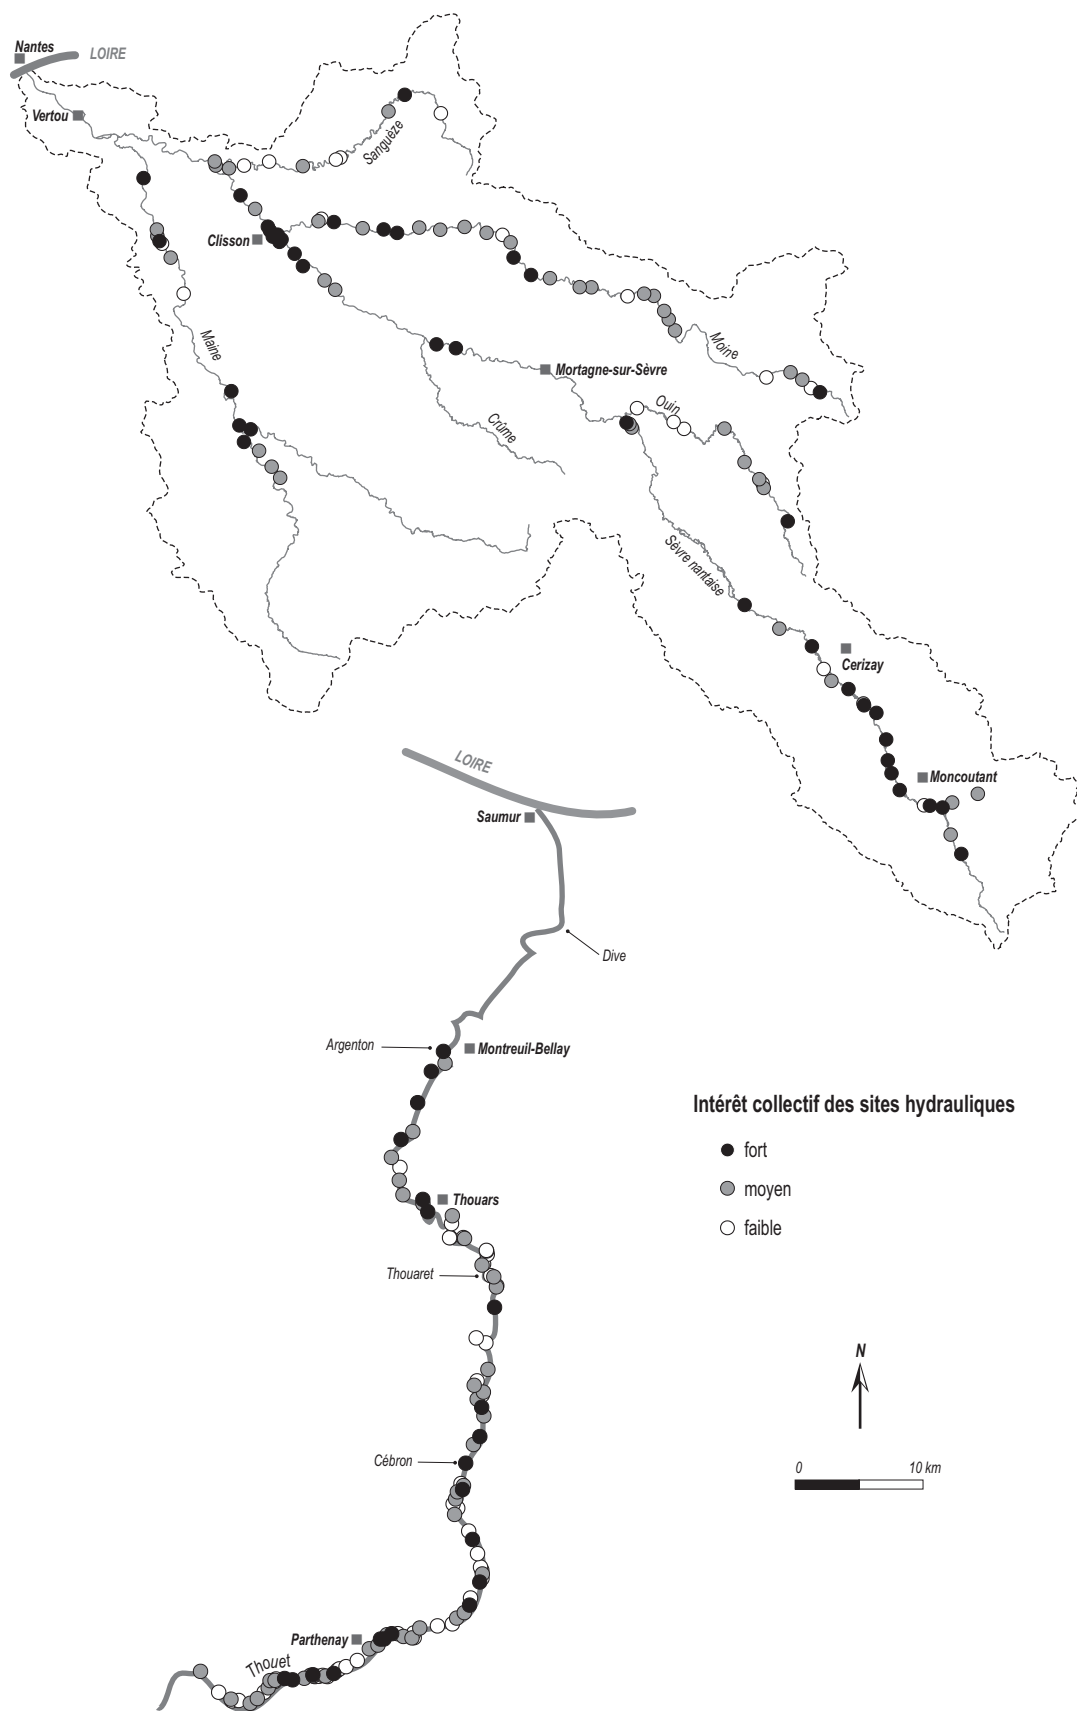 Nantes
LOIRE
Vertou
Sanguèze
Clisson
Maine
Moine
Mortagne-sur-Sèvre
Ouin
Crûme
Sèvre nantaise
Cerizay
Moncoutant
LOIRE
Saumur
Dive
Argenton
Montreuil-Bellay
Intérêt collectif des sites hydrauliques
fort
moyen
faible
Thouars
Thouaret
N
Cébron
0 10 km
Parthenay
Thouet